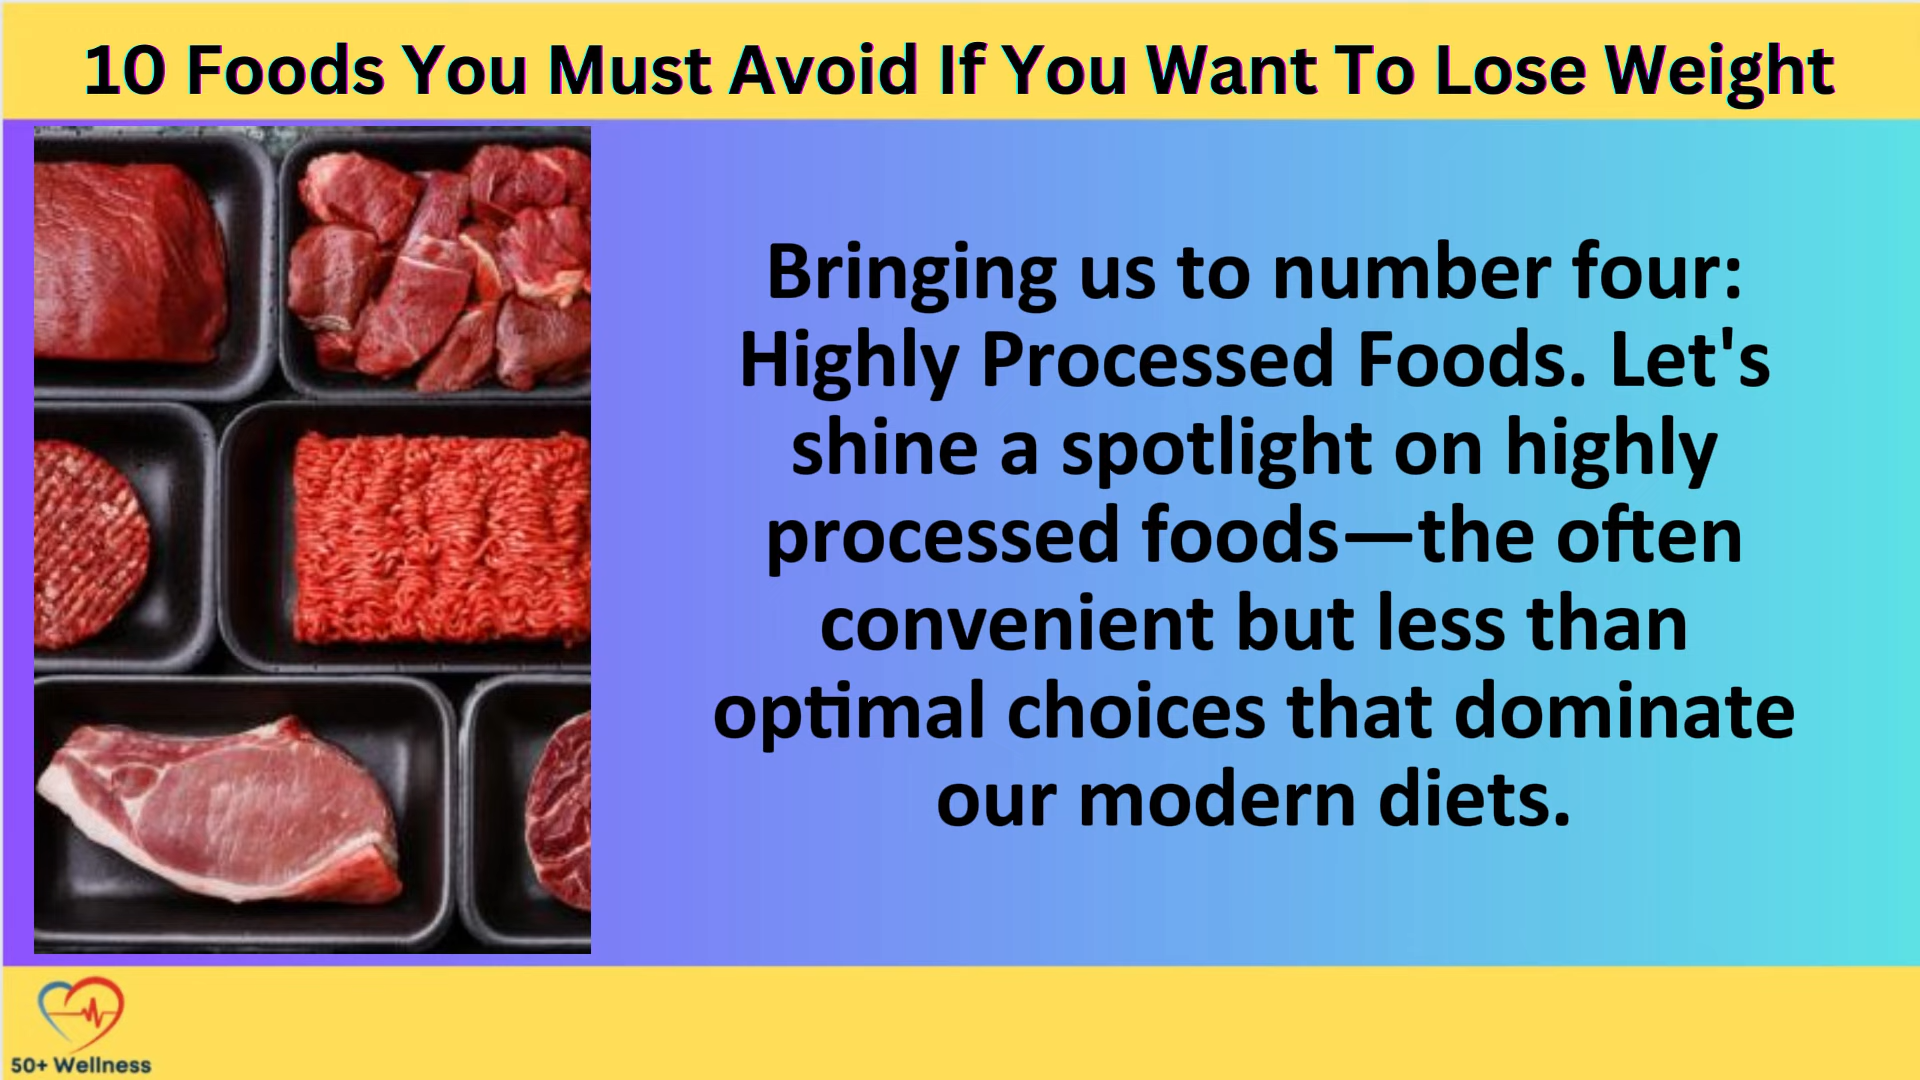 10 Foods You Must Avoid If You Want To Lose Weight
Bringing us to number four:
Highly Processed Foods. Let's
shine a spotlight on highly
processed foods—the often
convenient but less than
optimal choices that dominate
our modern diets.
50+ Wellness